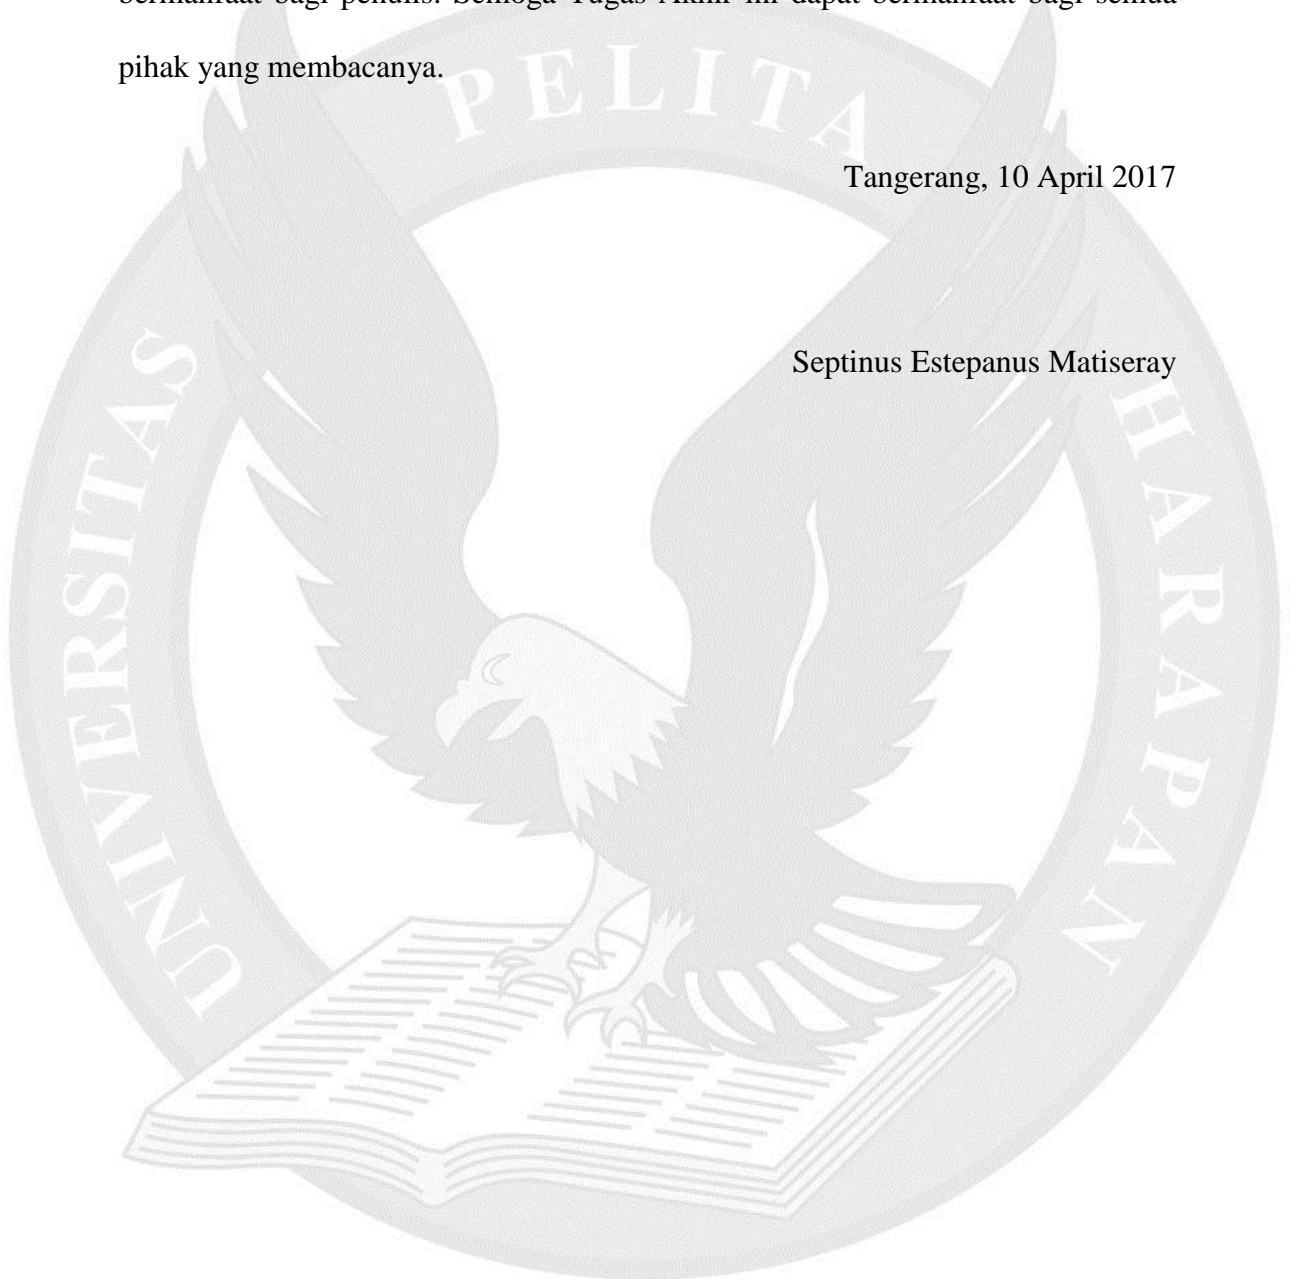 bermanfaat bagi penulis. Semoga Tugas Akhir ini dapat bermanfaat bagi semua
pihak yang membacanya.
Tangerang, 10 April 2017
Septinus Estepanus Matiseray
UNIVERSITAS PELITA HARAPAN